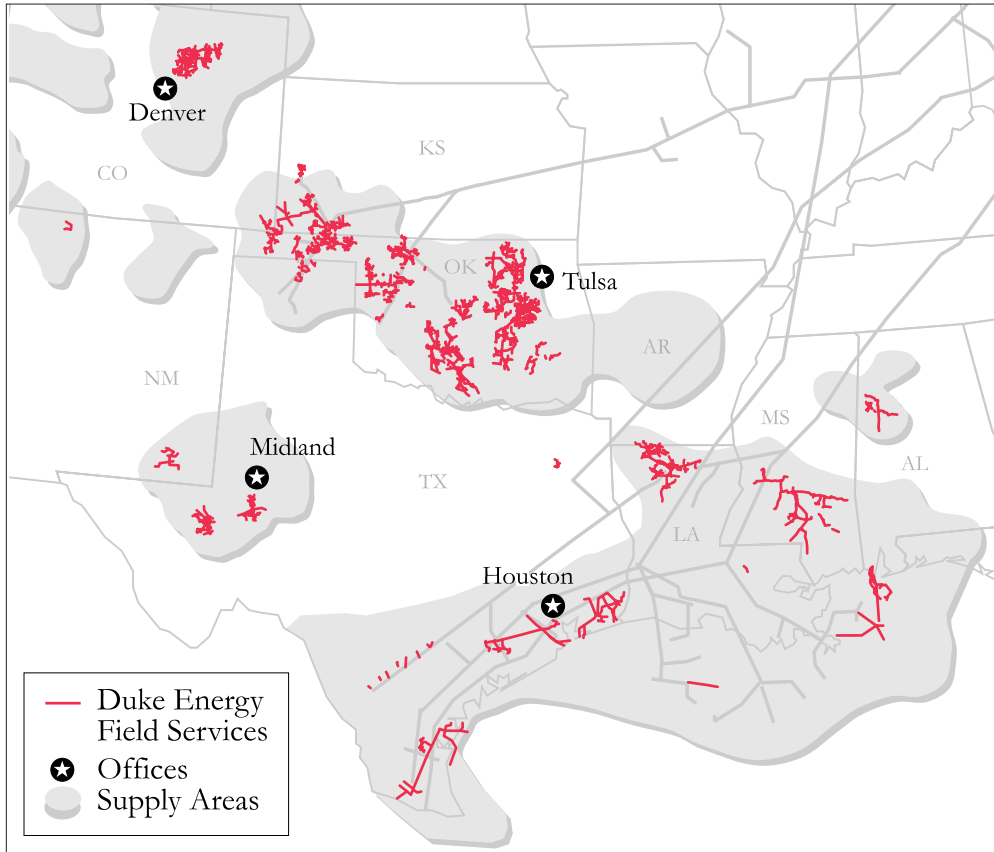 Denver
KS
CO
OK
Tulsa
AR
NM
MS
Midland
AL
TX
LA
Houston
Duke Energy
Field Services
Offices
Supply Areas